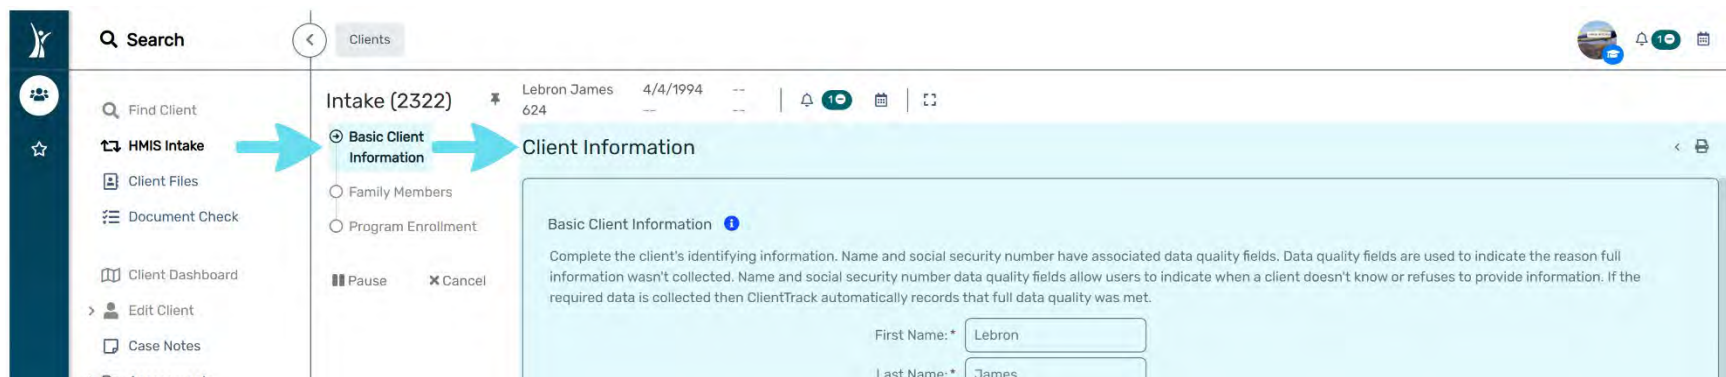 Search
Clients
Find Client
HMIS Intake
Client Files
Document Check
Client Dashboard
Edit Client
Case Notes
Intake (2322)
Basic Client
Information
Family Members
Program Enrollment
Pause
Cancel
Lebron James 4/4/1994 --
624 -- --
1
1
Client Information
Basic Client Information
Complete the client's identifying information. Name and social security number have associated data quality fields. Data quality fields are used to indicate the reason full
information wasn't collected. Name and social security number data quality fields allow users to indicate when a client doesn't know or refuses to provide information. If the
required data is collected then ClientTrack automatically records that full data quality was met.
First Name:* Lebron
Last Name:* James